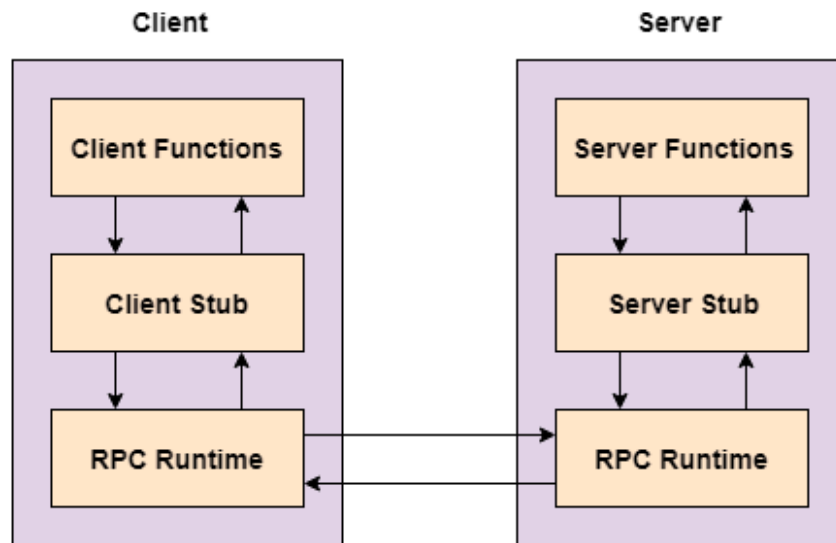 Client
Server
Client Functions
Server Functions
Client Stub
Server Stub
RPC Runtime
RPC Runtime